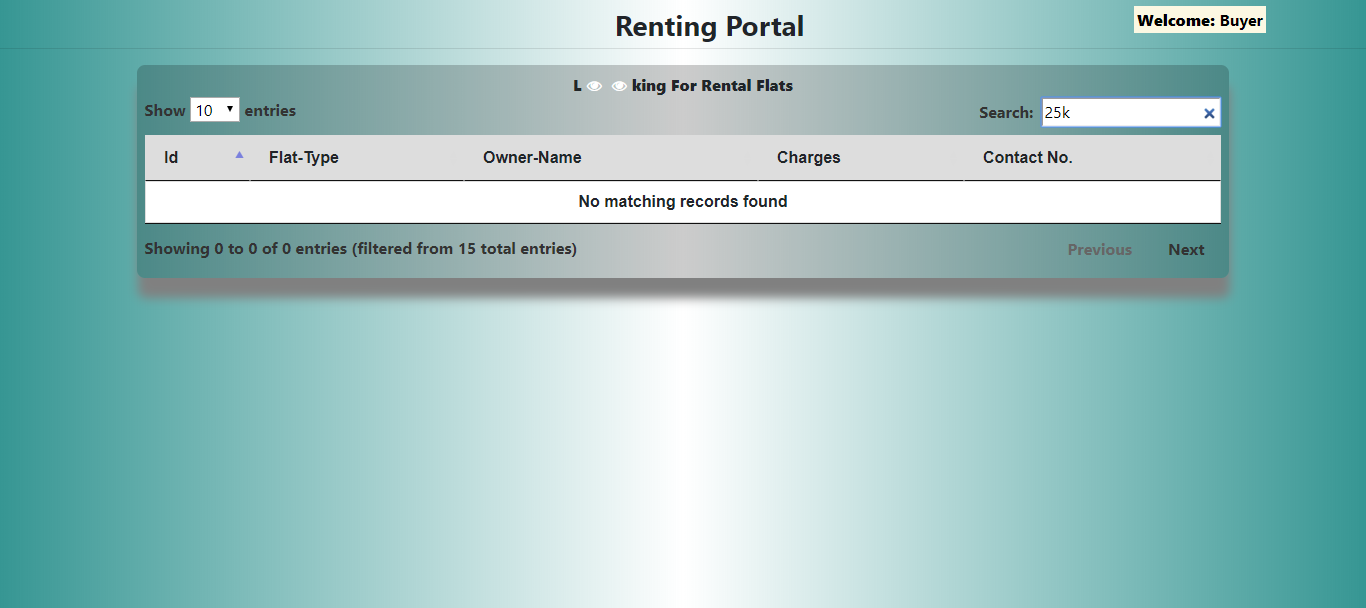 Renting Portal
Welcome: Buyer
L king For Rental Flats
Show 10 entries
Search: 25k
Id Flat-Type Owner-Name Charges Contact No.
No matching records found
Showing 0 to 0 of 0 entries (filtered from 15 total entries)
Previous Next